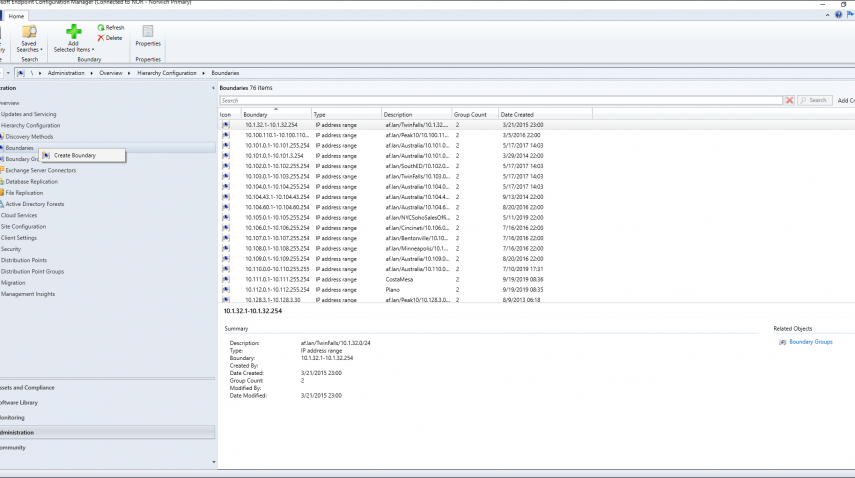 osoft Endpoint Configuration Manager (Connected to NOR - Norwich Primary)
Home
Saved Searches
Add Selected Items
Refresh
Delete
Properties
Search
Boundary
Properties
\ Administration Overview Hierarchy Configuration Boundaries
tration
verview
Updates and Servicing
Hierarchy Configuration
Discovery Methods
Boundaries
Boundary Gr
Create Boundary
Exchange Server Connectors
Database Replication
File Replication
Active Directory Forests
Cloud Services
Site Configuration
Client Settings
Security
Distribution Points
Distribution Point Groups
Migration
Management Insights
ssets and Compliance
oftware Library
onitoring
dministration
ommunity
Boundaries 76 items
Search
Search
Add Cr
Icon Boundary Type Description Group Count Date Created
10.1.32.1-10.1.32.254 IP address range af.lan/TwinFalls/10.1.32.... 2 3/21/2015 23:00
10.100.110.1-10.100.110... IP address range af.lan/Peak10/10.100.11... 2 3/5/2016 22:00
10.101.0.1-10.101.255.254 IP address range af.lan/Australia/10.101.0... 2 5/17/2017 14:03
10.101.0.1-10.101.3.254 IP address range af.lan/Australia/10.101.0... 2 3/29/2014 22:00
10.102.0.1-10.102.255.254 IP address range af.lan/SouthED/10.102.0... 2 5/17/2017 14:03
10.103.0.1-10.103.255.254 IP address range af.lan/TwinFalls/10.103.0... 2 5/17/2017 14:03
10.104.0.1-10.104.255.254 IP address range af.lan/Australia/10.104.0... 2 5/17/2017 14:03
10.104.43.1-10.104.43.254 IP address range af.lan/Australia/10.104.4... 2 9/13/2014 22:00
10.104.60.1-10.104.60.254 IP address range af.lan/Australia/10.104.6... 2 8/20/2016 22:00
10.105.0.1-10.105.255.254 IP address range af.lan/NYCSohoSalesOffi... 2 5/11/2019 22:00
10.106.0.1-10.106.255.254 IP address range af.lan/Cincinati/10.106.0... 2 7/16/2016 22:00
10.107.0.1-10.107.255.254 IP address range af.lan/Bentonville/10.10... 2 7/16/2016 22:00
10.108.0.1-10.108.255.254 IP address range af.lan/Minneapolis/10.1... 2 7/16/2016 22:00
10.109.0.1-10.109.255.254 IP address range af.lan/Australia/10.109.0... 2 8/20/2016 22:00
10.110.0.0-10.110.255.255 IP address range af.lan/Australia/10.110.0... 2 7/10/2019 17:31
10.111.0.1-10.111.255.254 IP address range CostaMesa 2 9/19/2019 08:36
10.112.0.1-10.112.255.254 IP address range Plano 2 9/19/2019 08:35
10.128.3.1-10.128.3.30 IP address range af.lan/Peak10/10.128.3.0... 2 8/9/2013 06:18
10.1.32.1-10.1.32.254
Summary
Description: af.lan/TwinFalls/10.1.32.0/24
Type: IP address range
Boundary: 10.1.32.1-10.1.32.254
Created By:
Date Created: 3/21/2015 23:00
Group Count: 2
Modified By:
Date Modified: 3/21/2015 23:00
Related Objects
Boundary Groups